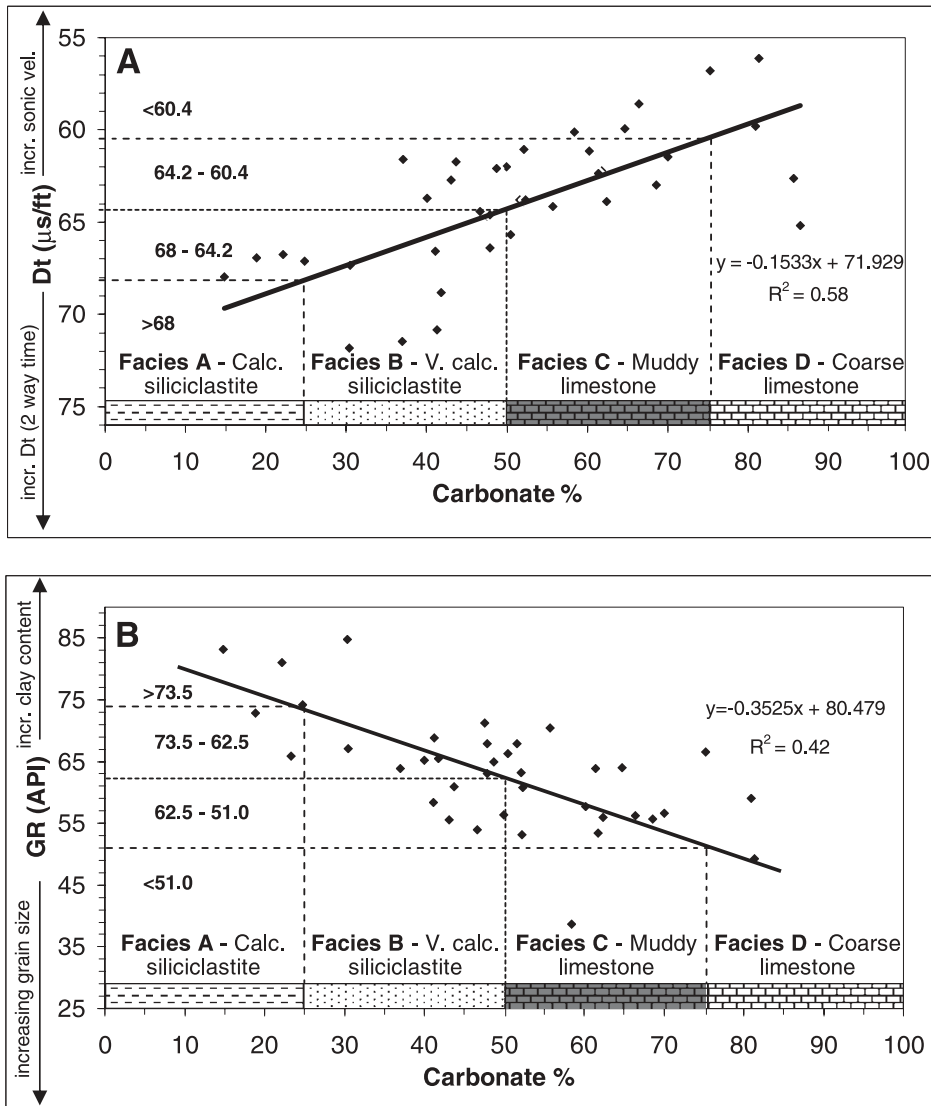 A
incr. sonic vel.
Dt (µs/ft)
incr. Dt (2 way time)
55
60
65
70
75
<60.4
64.2 - 60.4
68 - 64.2
>68
y = -0.1533x + 71.929
R² = 0.58
Facies A - Calc.
siliciclastite
Facies B - V. calc.
siliciclastite
Facies C - Muddy
limestone
Facies D - Coarse
limestone
0 10 20 30 40 50 60 70 80 90 100
Carbonate %
B
incr. clay content
GR (API)
increasing grain size
85
75
65
55
45
35
25
>73.5
73.5 - 62.5
62.5 - 51.0
<51.0
y=-0.3525x + 80.479
R² = 0.42
Facies A - Calc.
siliciclastite
Facies B - V. calc.
siliciclastite
Facies C - Muddy
limestone
Facies D - Coarse
limestone
0 10 20 30 40 50 60 70 80 90 100
Carbonate %